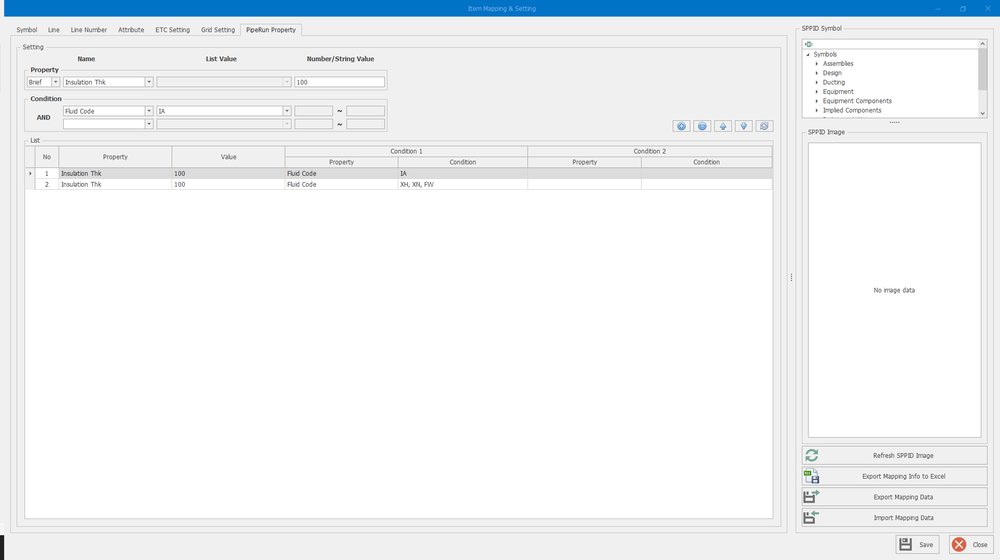 Item Mapping & Setting
Symbol Line Line Number Attribute ETC Setting Grid Setting PipeRun Property
Setting
Name List Value Number/String Value
Property
Brief Insulation Thk 100
Condition
AND
Fluid Code IA ~
~
List
No Property Value Condition 1 Condition 2
Property Condition Property Condition
1 Insulation Thk 100 Fluid Code IA
2 Insulation Thk 100 Fluid Code XH, XN, FW
SPPID Symbol
Symbols
Assemblies
Design
Ducting
Equipment
Equipment Components
Implied Components
SPPID Image
No image data
Refresh SPPID Image
XLS
Export Mapping Info to Excel
Export Mapping Data
Import Mapping Data
Save Close